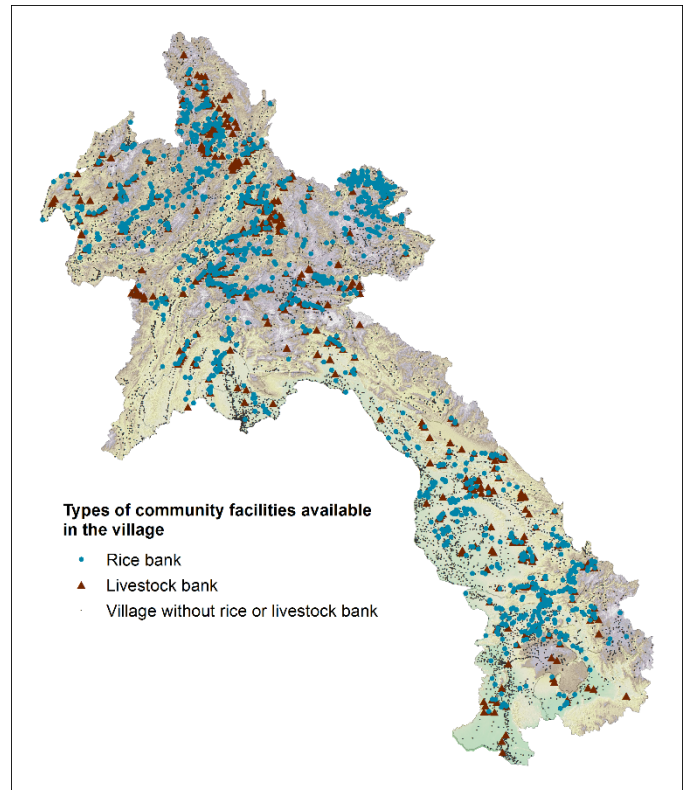 Types of community facilities available
in the village
Rice bank
Livestock bank
Village without rice or livestock bank